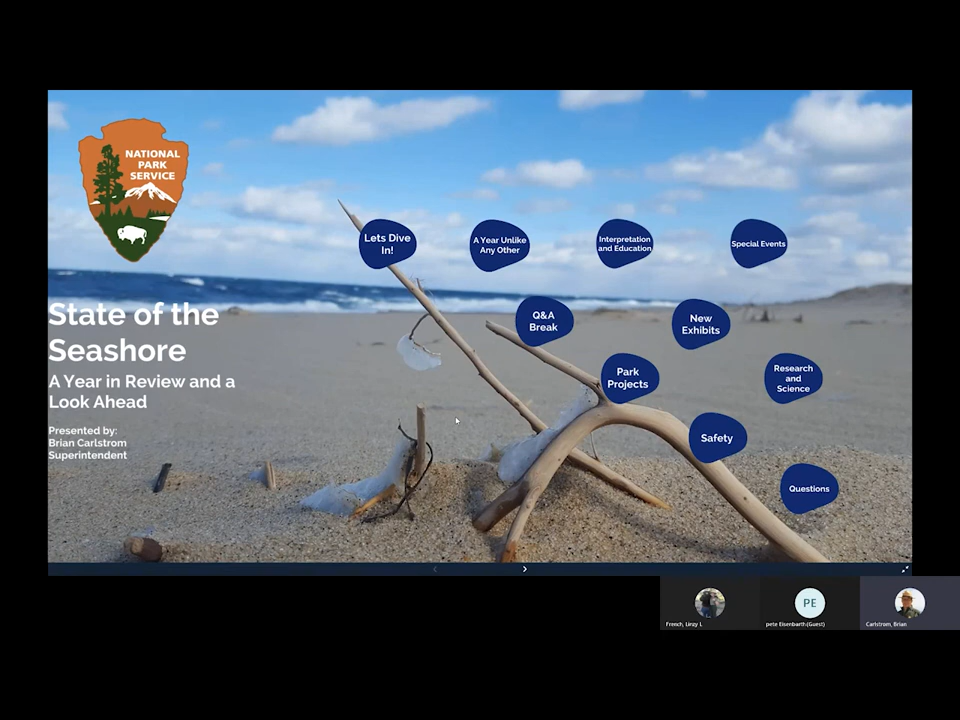 NATIONAL
PARK
SERVICE
State of the
Seashore
A Year in Review and a
Look Ahead
Presented by:
Brian Carlstrom
Superintendent
Lets Dive
In!
A Year Unlike
Any Other
Interpretation
and Education
Special Events
Q&A
Break
New
Exhibits
Park
Projects
Research
and
Science
Safety
Questions
PE
French, Linzy L
pete Eisenbarth (Guest)
Carlstrom, Brian